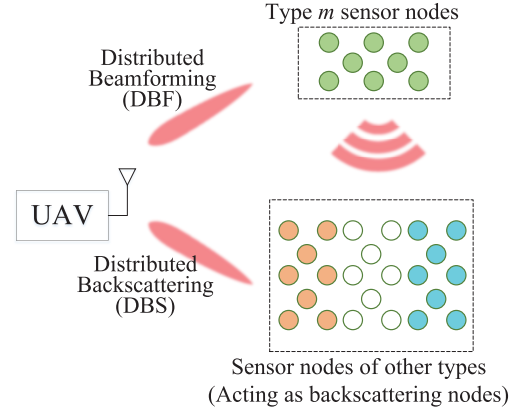 Type m sensor nodes
Distributed
Beamforming
(DBF)
UAV
Distributed
Backscattering
(DBS)
Sensor nodes of other types
(Acting as backscattering nodes)